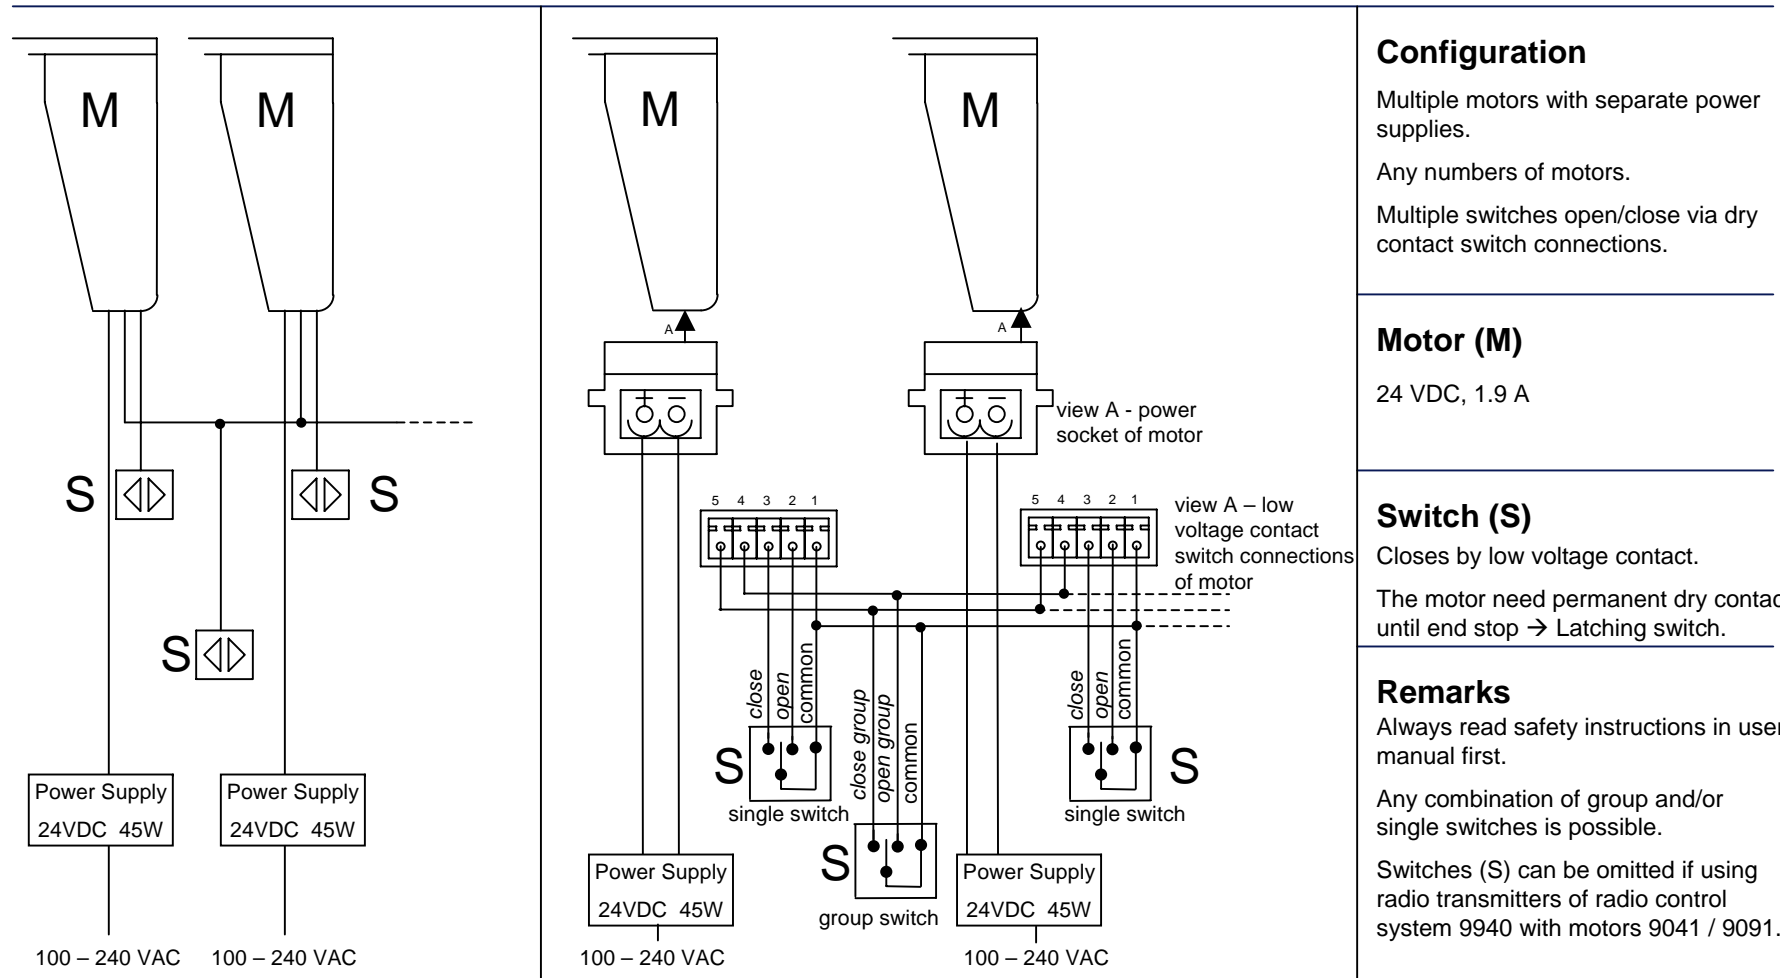 M
M
S
S
S
Power Supply
24VDC 45W
Power Supply
24VDC 45W
100 – 240 VAC
100 – 240 VAC
M
M
A
A
+ –
+ –
view A - power
socket of motor
5 4 3 2 1
5 4 3 2 1
view A – low
voltage contact
switch connections
of motor
close
open
common
close group
open group
common
close
open
common
S
single switch
S
group switch
S
single switch
Power Supply
24VDC 45W
Power Supply
24VDC 45W
100 – 240 VAC
100 – 240 VAC
Configuration
Multiple motors with separate power
supplies.
Any numbers of motors.
Multiple switches open/close via dry
contact switch connections.
Motor (M)
24 VDC, 1.9 A
Switch (S)
Closes by low voltage contact.
The motor need permanent dry contac
until end stop → Latching switch.
Remarks
Always read safety instructions in user
manual first.
Any combination of group and/or
single switches is possible.
Switches (S) can be omitted if using
radio transmitters of radio control
system 9940 with motors 9041 / 9091.